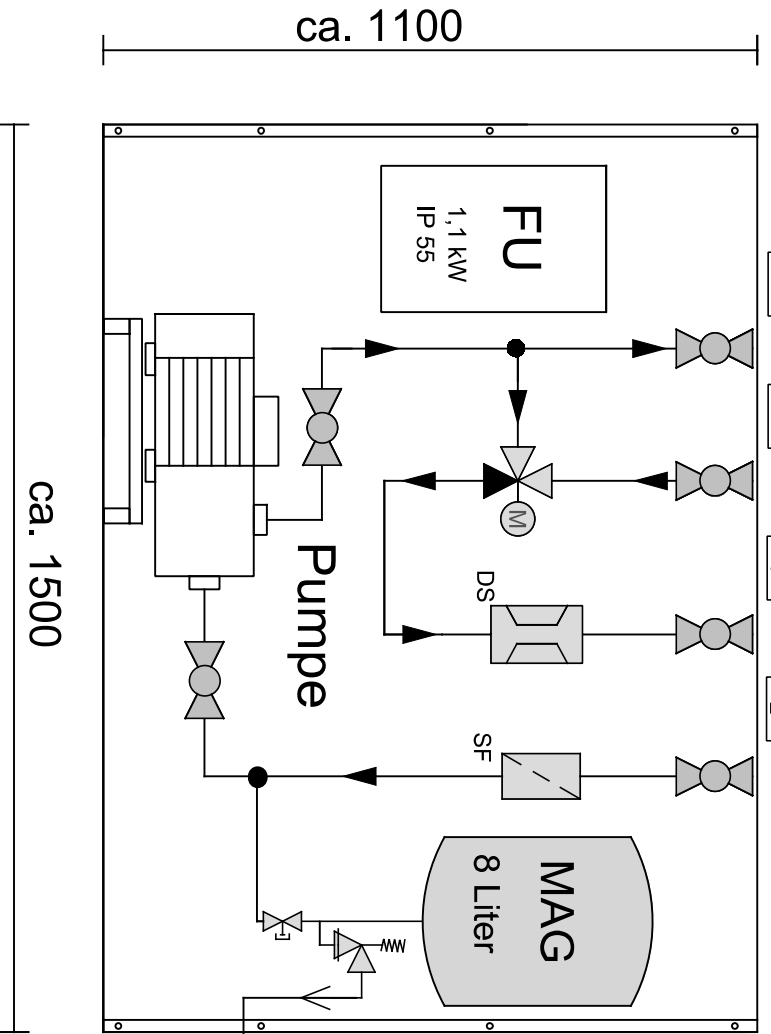 ca. 1100
FU
1,1 kW
IP 55
M
DS
Pumpe
ca. 1500
SF
MAG
8 Liter